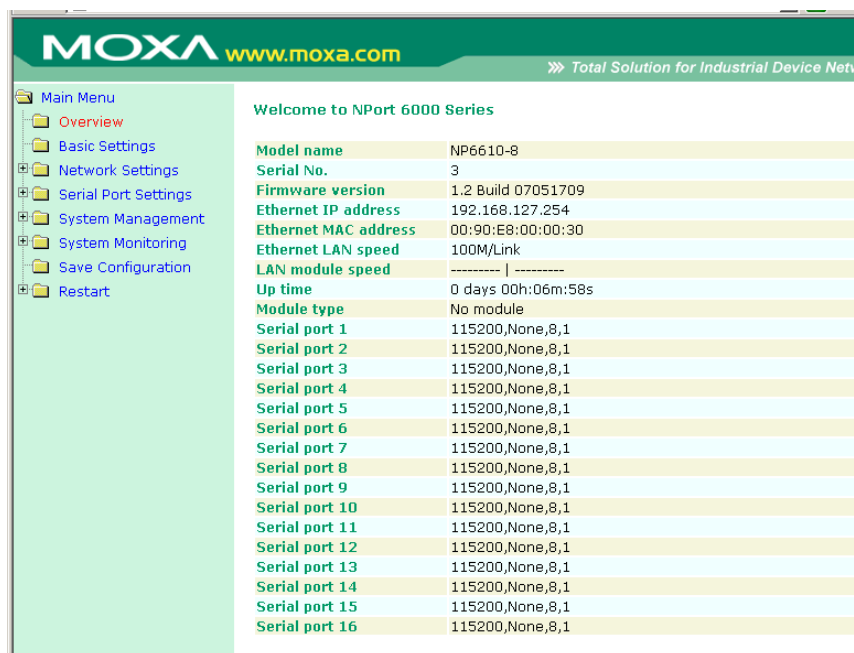 MOXA www.moxa.com
Total Solution for Industrial Device Netv
Main Menu
Overview
Basic Settings
Network Settings
Serial Port Settings
System Management
System Monitoring
Save Configuration
Restart
Welcome to NPort 6000 Series
Model name NP6610-8
Serial No. 3
Firmware version 1.2 Build 07051709
Ethernet IP address 192.168.127.254
Ethernet MAC address 00:90:E8:00:00:30
Ethernet LAN speed 100M/Link
LAN module speed --------- | ---------
Up time 0 days 00h:06m:58s
Module type No module
Serial port 1 115200,None,8,1
Serial port 2 115200,None,8,1
Serial port 3 115200,None,8,1
Serial port 4 115200,None,8,1
Serial port 5 115200,None,8,1
Serial port 6 115200,None,8,1
Serial port 7 115200,None,8,1
Serial port 8 115200,None,8,1
Serial port 9 115200,None,8,1
Serial port 10 115200,None,8,1
Serial port 11 115200,None,8,1
Serial port 12 115200,None,8,1
Serial port 13 115200,None,8,1
Serial port 14 115200,None,8,1
Serial port 15 115200,None,8,1
Serial port 16 115200,None,8,1